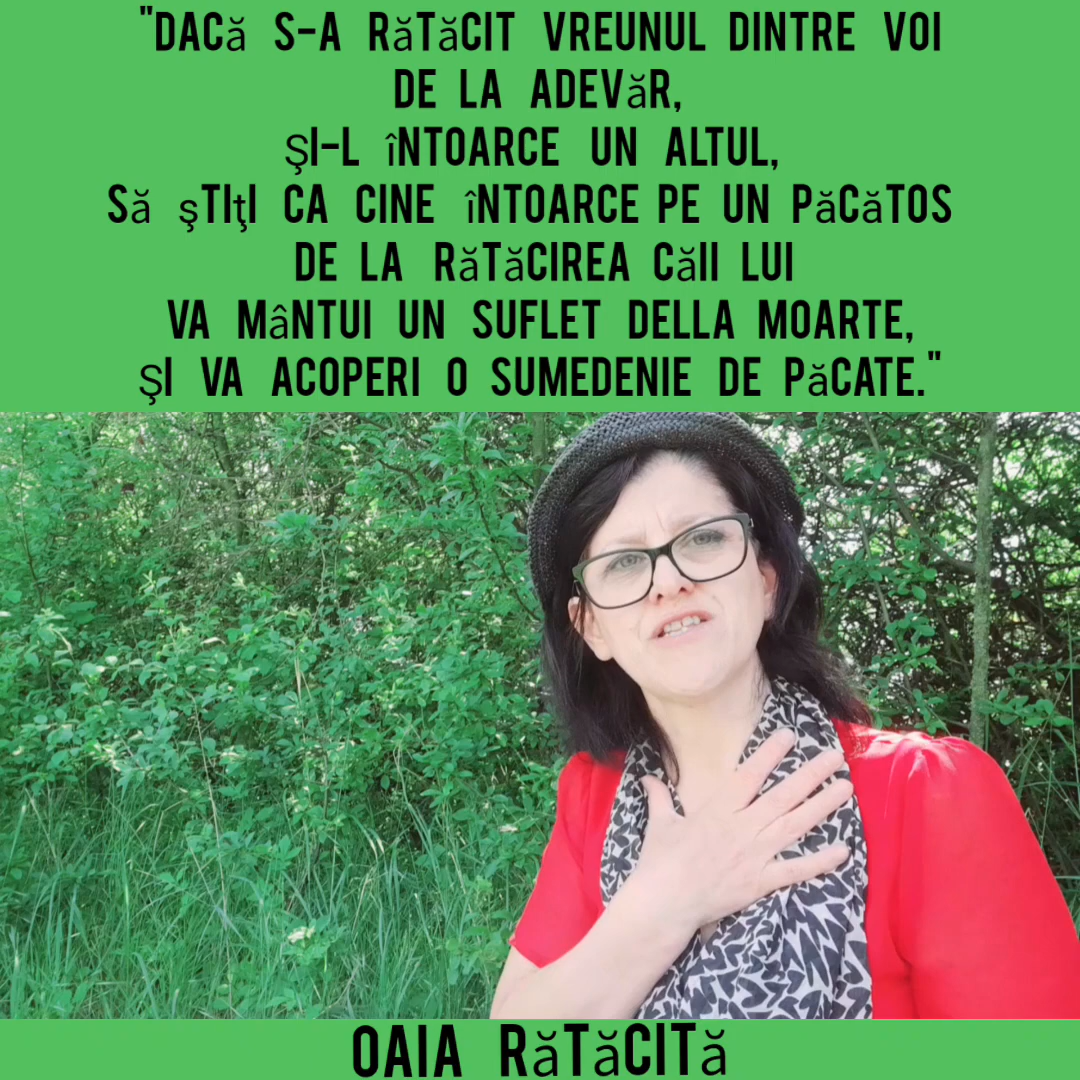 "DACă S-A RăTăCIT VREUNUL DINTRE VOI
DE LA ADEVăR,
ŞI-L îNTOARCE UN ALTUL,
Să şTIţI CA CINE îNTOARCE PE UN PăCăTOS
DE LA RăTăCIREA CăII LUI
VA MâNTUI UN SUFLET DELLA MOARTE,
ŞI VA ACOPERI O SUMEDENIE DE PăCATE."
OAIA RăTăCITă